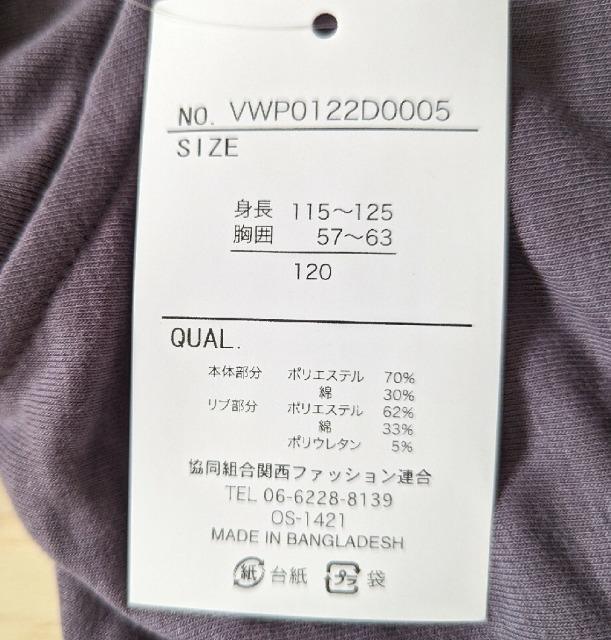 NO. VWP0122D0005
SIZE
身長 115～125
胸囲 57～63
120
QUAL.
本体部分 ポリエステル 70%
綿 30%
リブ部分 ポリエステル 62%
綿 33%
ポリウレタン 5%
協同組合関西ファッション連合
TEL 06-6228-8139
OS-1421
MADE IN BANGLADESH
紙 台紙 プラ 袋